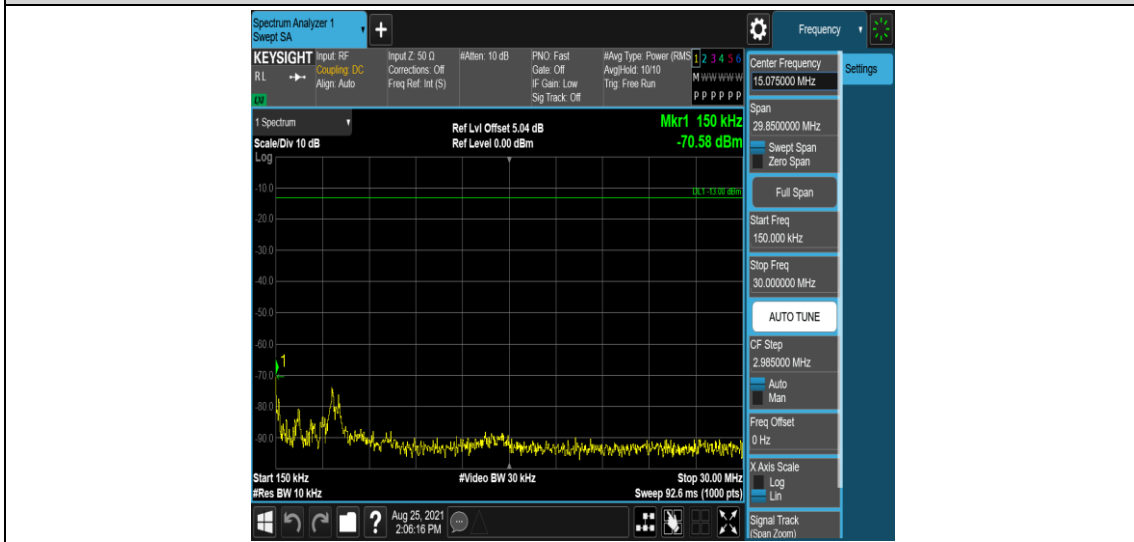 Spectrum Analyzer 1
Swept SA
+
Frequency
KEYSIGHT
RL
Input: RF
Coupling: DC
Align: Auto
Input Z: 50 Ω
Corrections: Off
Freq Ref: Int (S)
#Atten: 10 dB
PNO: Fast
Gate: Off
IF Gain: Low
Sig Track: Off
#Avg Type: Power (RMS
Avg|Hold: 10/10
Trig: Free Run
1 2 3 4 5 6
M W W W W W
P P P P P P
1 Spectrum
Scale/Div 10 dB
Log
Ref Lvl Offset 5.04 dB
Ref Level 0.00 dBm
Mkr1 150 kHz
-70.58 dBm
DL1 -13.00 dBm
-10.0
-20.0
-30.0
-40.0
-50.0
-60.0
1
-70.0
-80.0
-90.0
Start 150 kHz
#Res BW 10 kHz
#Video BW 30 kHz
Stop 30.00 MHz
Sweep 92.6 ms (1000 pts)
?
Aug 25, 2021
2:06:16 PM
Center Frequency
15.075000 MHz
Settings
Span
29.8500000 MHz
Swept Span
Zero Span
Full Span
Start Freq
150.000 kHz
Stop Freq
30.000000 MHz
AUTO TUNE
CF Step
2.985000 MHz
Auto
Man
Freq Offset
0 Hz
X Axis Scale
Log
Lin
Signal Track
(Span Zoom)